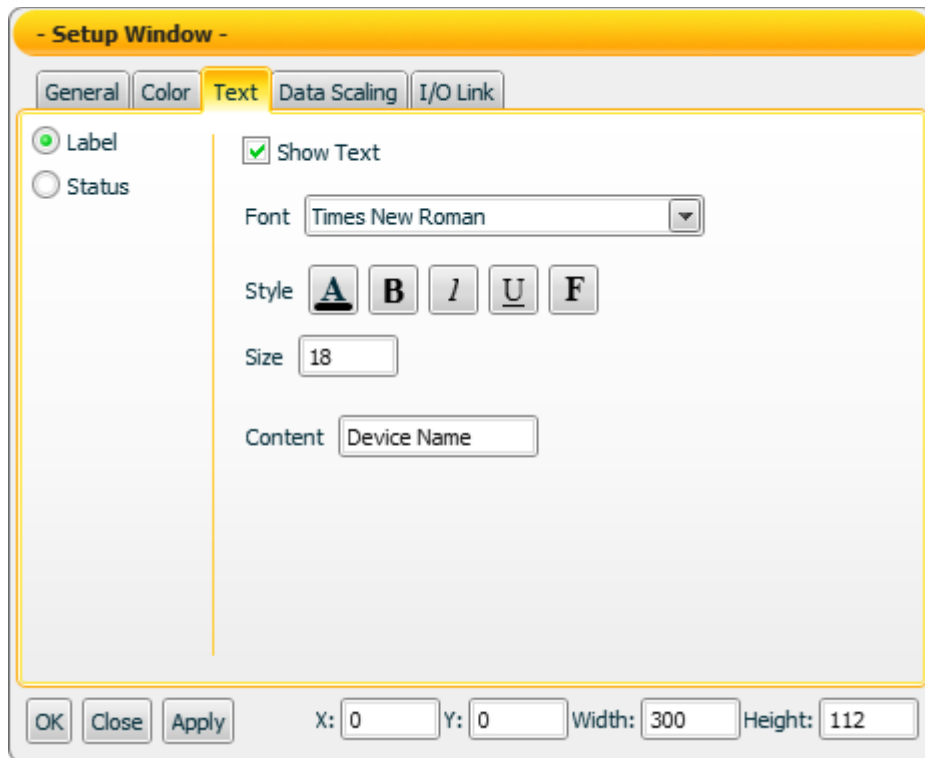 - Setup Window -
General Color Text Data Scaling I/O Link
Label
Status
Show Text
Font Times New Roman
Style A B I U F
Size 18
Content Device Name
OK Close Apply X: 0 Y: 0 Width: 300 Height: 112